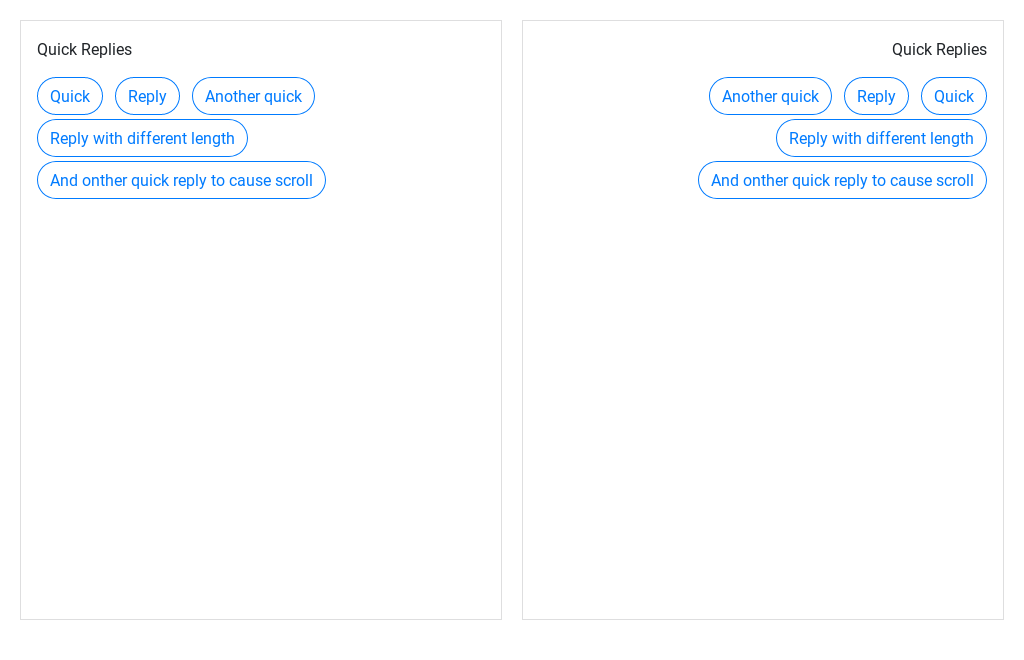 Quick Replies
Quick Reply Another quick
Reply with different length
And onther quick reply to cause scroll
Quick Replies
Another quick Reply Quick
Reply with different length
And onther quick reply to cause scroll